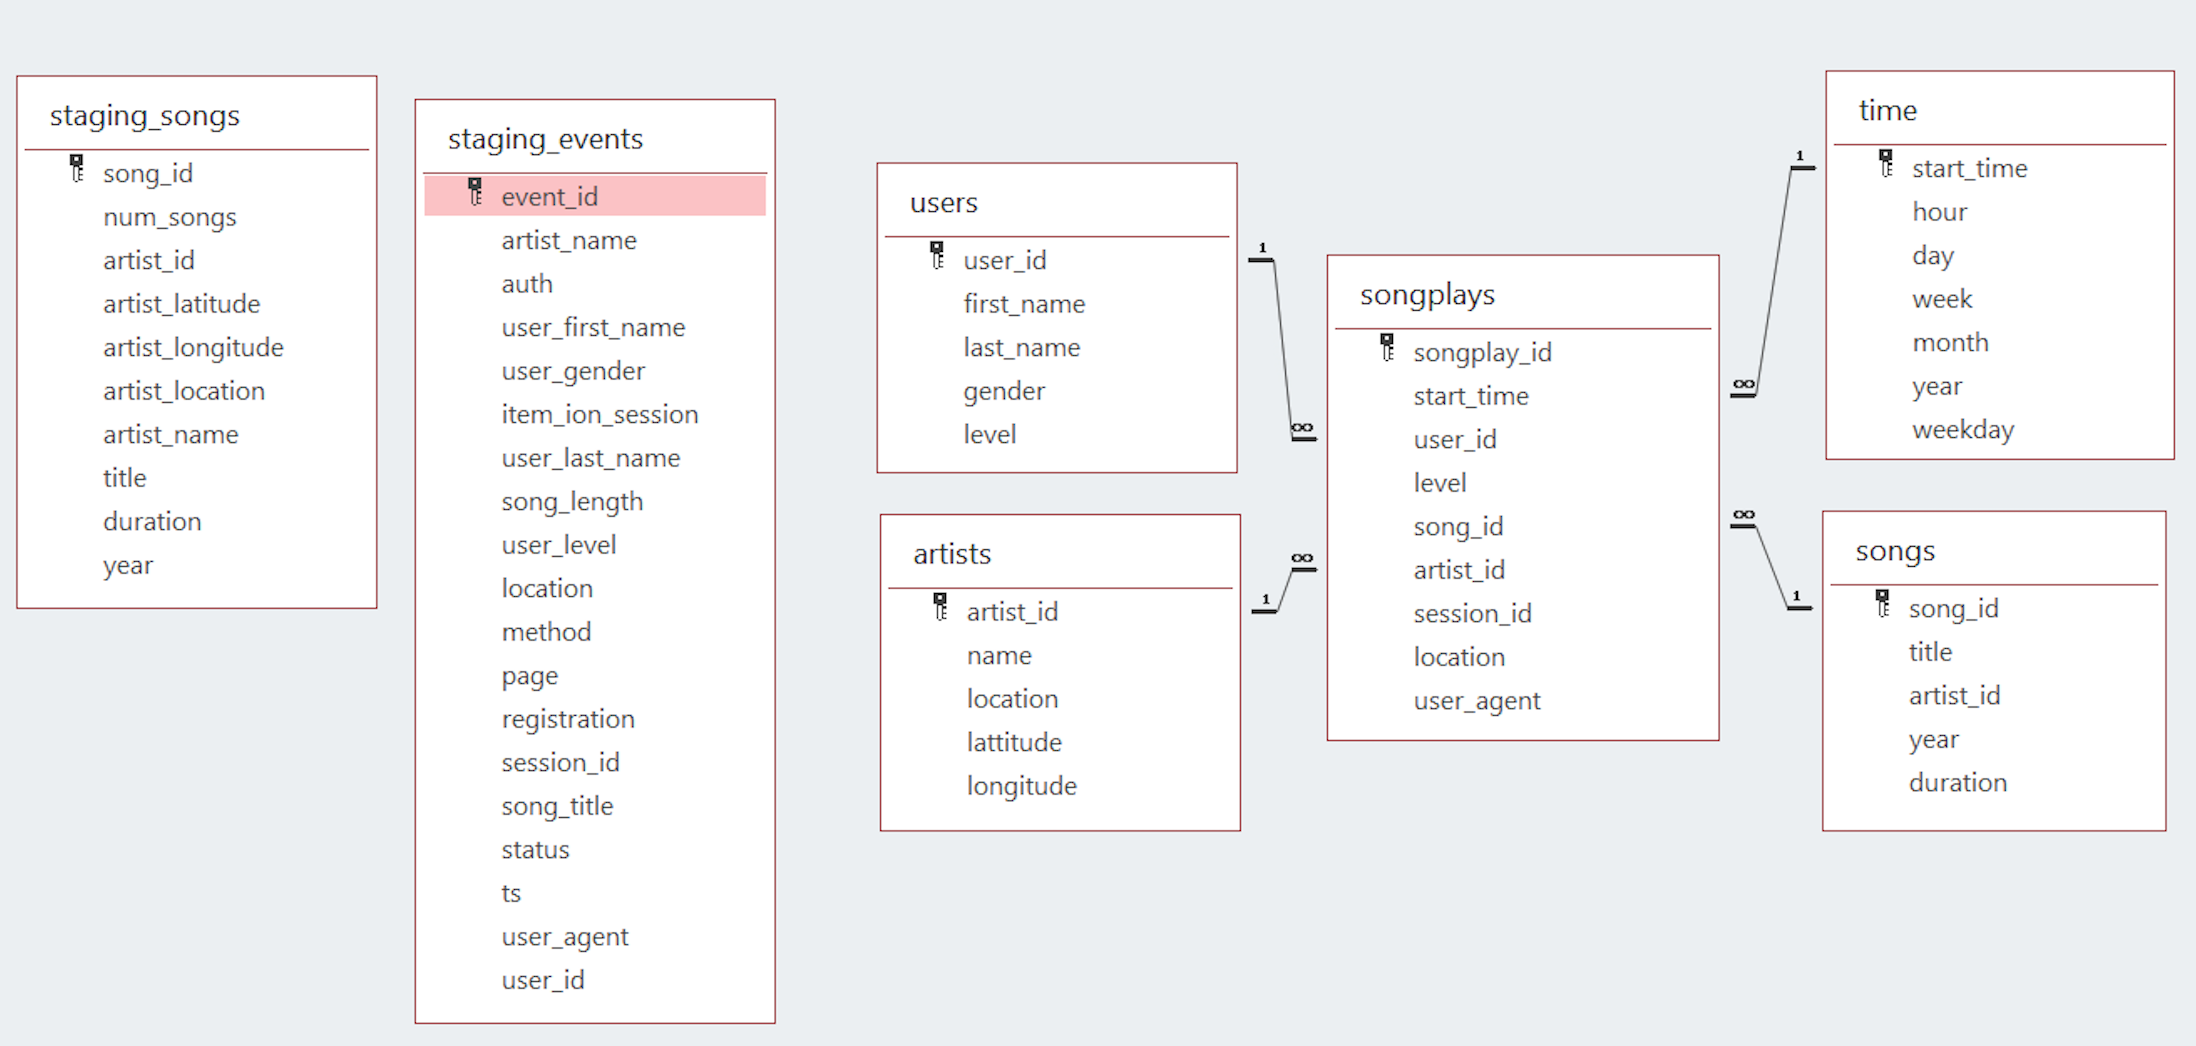 staging_songs
song_id
num_songs
artist_id
artist_latitude
artist_longitude
artist_location
artist_name
title
duration
year
staging_events
event_id
artist_name
auth
user_first_name
user_gender
item_ion_session
user_last_name
song_length
user_level
location
method
page
registration
session_id
song_title
status
ts
user_agent
user_id
users
user_id
first_name
last_name
gender
level
1
∞
artists
artist_id
name
location
lattitude
longitude
1
∞
songplays
songplay_id
start_time
user_id
level
song_id
artist_id
session_id
location
user_agent
1
∞
time
start_time
hour
day
week
month
year
weekday
∞
1
songs
song_id
title
artist_id
year
duration